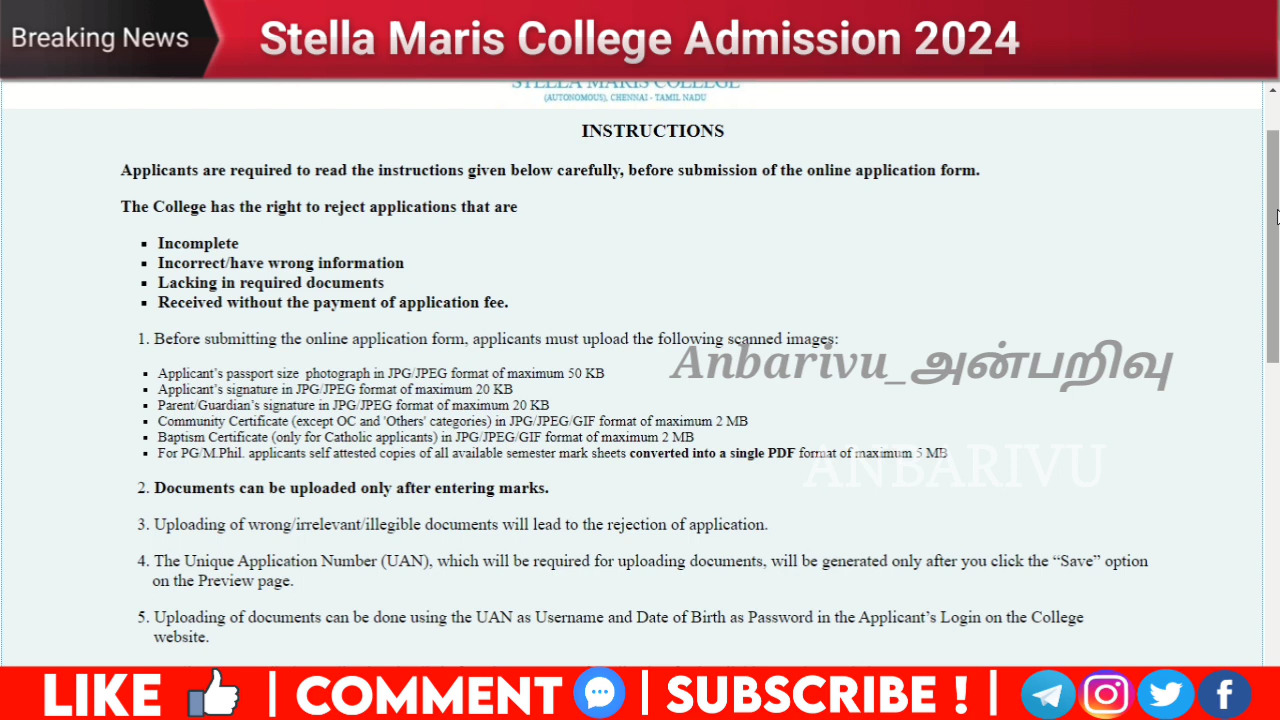 Breaking News
Stella Maris College Admission 2024
STELLA MARIS COLLEGE
(AUTONOMOUS), CHENNAI - TAMIL NADU
INSTRUCTIONS
Applicants are required to read the instructions given below carefully, before submission of the online application form.
The College has the right to reject applications that are
▪ Incomplete
▪ Incorrect/have wrong information
▪ Lacking in required documents
▪ Received without the payment of application fee.
1. Before submitting the online application form, applicants must upload the following scanned images:
▪ Applicant’s passport size photograph in JPG/JPEG format of maximum 50 KB
▪ Applicant’s signature in JPG/JPEG format of maximum 20 KB
▪ Parent/Guardian’s signature in JPG/JPEG format of maximum 20 KB
▪ Community Certificate (except OC and 'Others' categories) in JPG/JPEG/GIF format of maximum 2 MB
▪ Baptism Certificate (only for Catholic applicants) in JPG/JPEG/GIF format of maximum 2 MB
▪ For PG/M.Phil. applicants self attested copies of all available semester mark sheets converted into a single PDF format of maximum 5 MB
Anbarivu_அன்பறிவு
ANBARIVU
2. Documents can be uploaded only after entering marks.
3. Uploading of wrong/irrelevant/illegible documents will lead to the rejection of application.
4. The Unique Application Number (UAN), which will be required for uploading documents, will be generated only after you click the “Save” option
on the Preview page.
5. Uploading of documents can be done using the UAN as Username and Date of Birth as Password in the Applicant’s Login on the College
website.
LIKE | COMMENT | SUBSCRIBE ! |